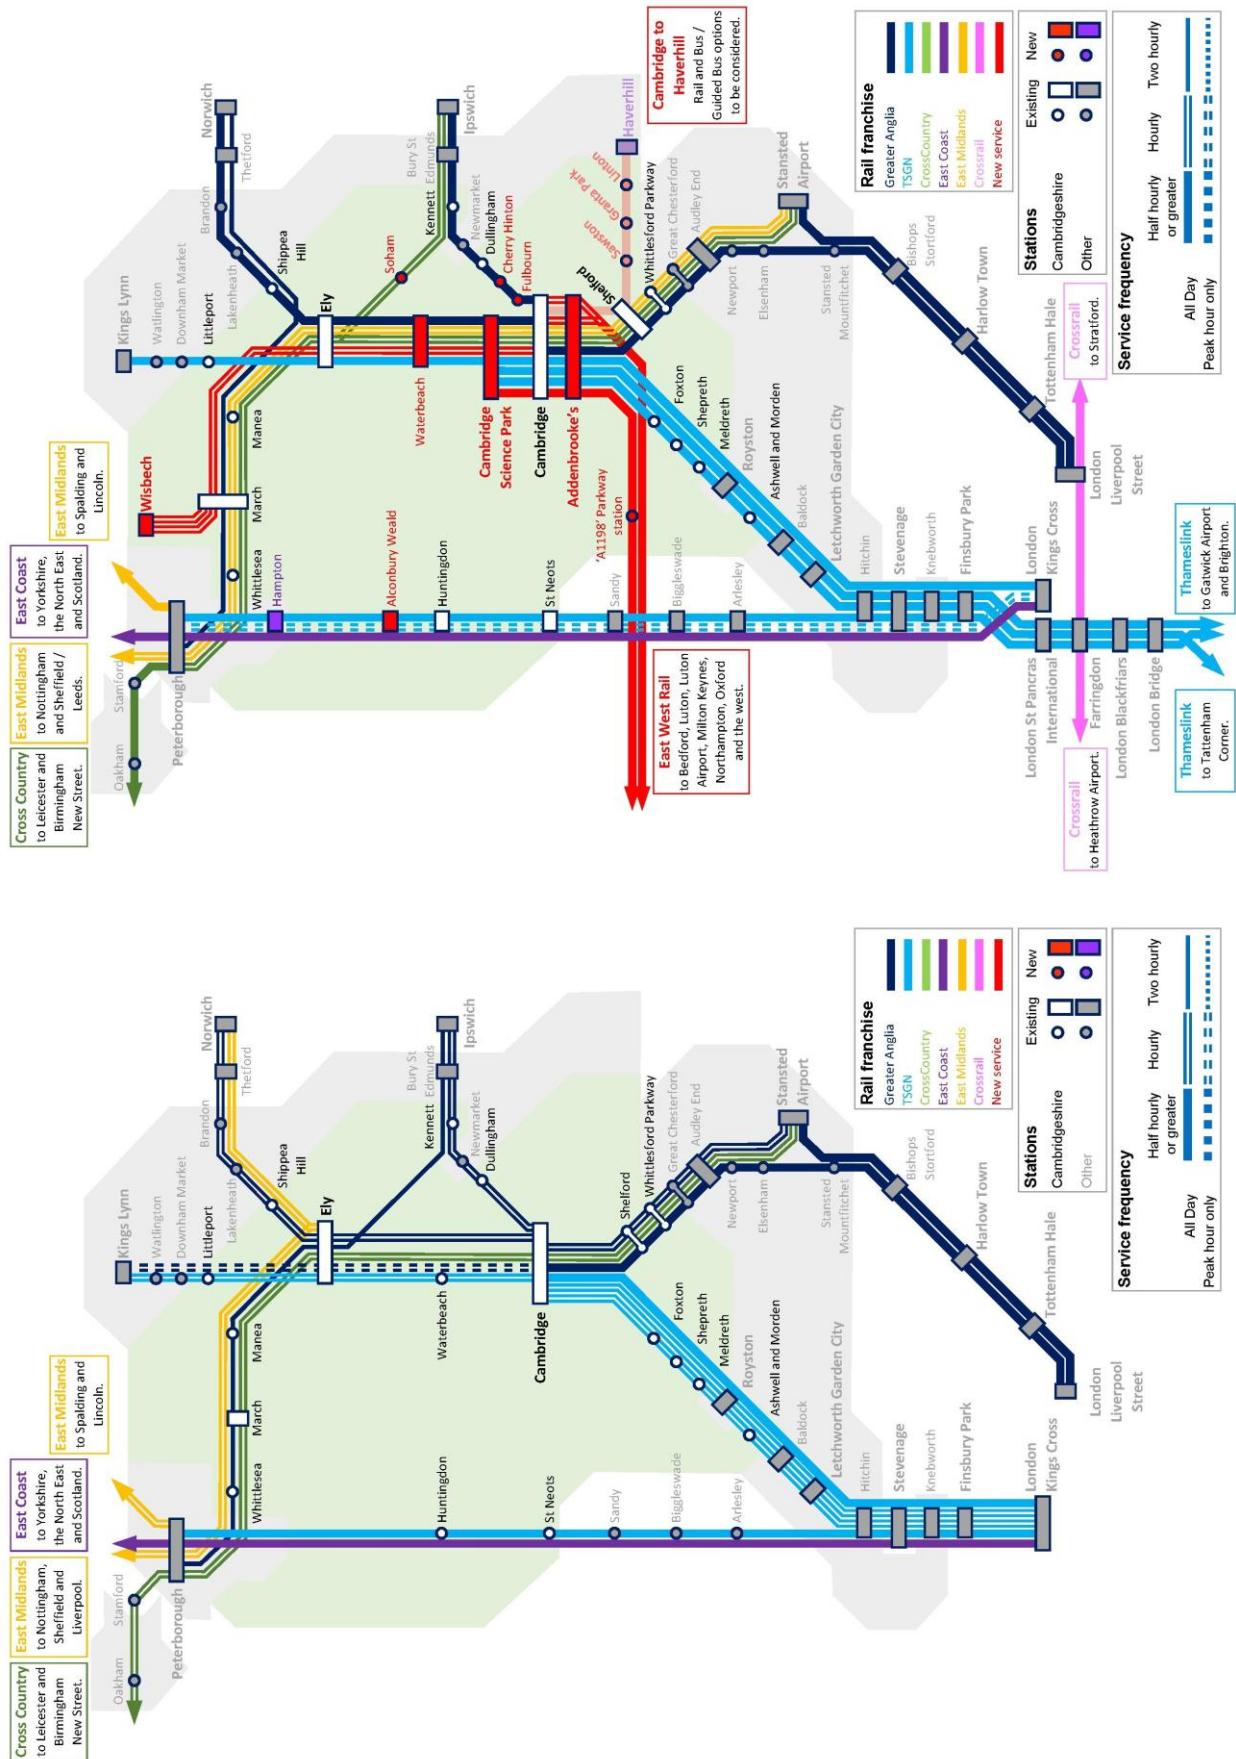 Cross Country
to Leicester and
Birmingham
New Street.
East Midlands
to Nottingham,
Sheffield and
Liverpool.
East Coast
to Yorkshire,
the North East
and Scotland.
East Midlands
to Spalding and
Lincoln.
Oakham
Stamford
Peterborough
Whittlesea
March
Manea
Kings Lynn
Watlington
Downham Market
Littleport
Lakenheath
Shippea
Hill
Brandon
Norwich
Thetford
Ely
Waterbeach
Cambridge
Kennett
Bury St
Edmunds
Ipswich
Newmarket
Dullingham
Huntingdon
St Neots
Sandy
Biggleswade
Arlesley
Shelford
Whittlesford Parkway
Great Chesterford
Audley End
Newport
Elsenham
Stansted
Mountfitchet
Stansted
Airport
Bishops
Stortford
Harlow Town
Tottenham Hale
London
Liverpool
Street
Foxton
Shepreth
Meldreth
Royston
Ashwell and Morden
Baldock
Letchworth Garden City
Hitchin
Stevenage
Knebworth
Finsbury Park
London
Kings Cross
Rail franchise
Greater Anglia
TSGN
CrossCountry
East Coast
East Midlands
Crossrail
New service
Stations
Existing
New
Cambridgeshire
Other
Service frequency
Half hourly
or greater
Hourly
Two hourly
All Day
Peak hour only
Cross Country
to Leicester and
Birmingham
New Street.
East Midlands
to Nottingham
and Sheffield /
Leeds.
East Coast
to Yorkshire,
the North East
and Scotland.
East Midlands
to Spalding and
Lincoln.
Oakham
Stamford
Peterborough
Whittlesea
March
Manea
Wisbech
Kings Lynn
Watlington
Downham Market
Littleport
Lakenheath
Shippea
Hill
Brandon
Norwich
Thetford
Ely
Soham
Waterbeach
Cambridge
Science Park
Cambridge
Addenbrooke's
Kennett
Bury St
Edmunds
Ipswich
Newmarket
Dullingham
Cherry Hinton
Fulbourn
Hampton
Alconbury Weald
Huntingdon
St Neots
Sandy
Biggleswade
Arlesley
'A1198' Parkway
station
East West Rail
to Bedford, Luton, Luton
Airport, Milton Keynes,
Northampton, Oxford
and the west.
Shelford
Sawston
Granta Park
Linton
Haverhill
Cambridge to
Haverhill
Rail and Bus /
Guided Bus options
to be considered.
Whittlesford Parkway
Great Chesterford
Audley End
Newport
Elsenham
Stansted
Mountfitchet
Stansted
Airport
Bishops
Stortford
Harlow Town
Tottenham Hale
London
Liverpool
Street
Foxton
Shepreth
Meldreth
Royston
Ashwell and Morden
Baldock
Letchworth Garden City
Hitchin
Stevenage
Knebworth
Finsbury Park
London
Kings Cross
London St Pancras
International
Farringdon
London Blackfriars
London Bridge
Crossrail
to Heathrow Airport.
Crossrail
to Stratford.
Thameslink
to Tattenham
Corner.
Thameslink
to Gatwick Airport
and Brighton.
Rail franchise
Greater Anglia
TSGN
CrossCountry
East Coast
East Midlands
Crossrail
New service
Stations
Existing
New
Cambridgeshire
Other
Service frequency
Half hourly
or greater
Hourly
Two hourly
All Day
Peak hour only